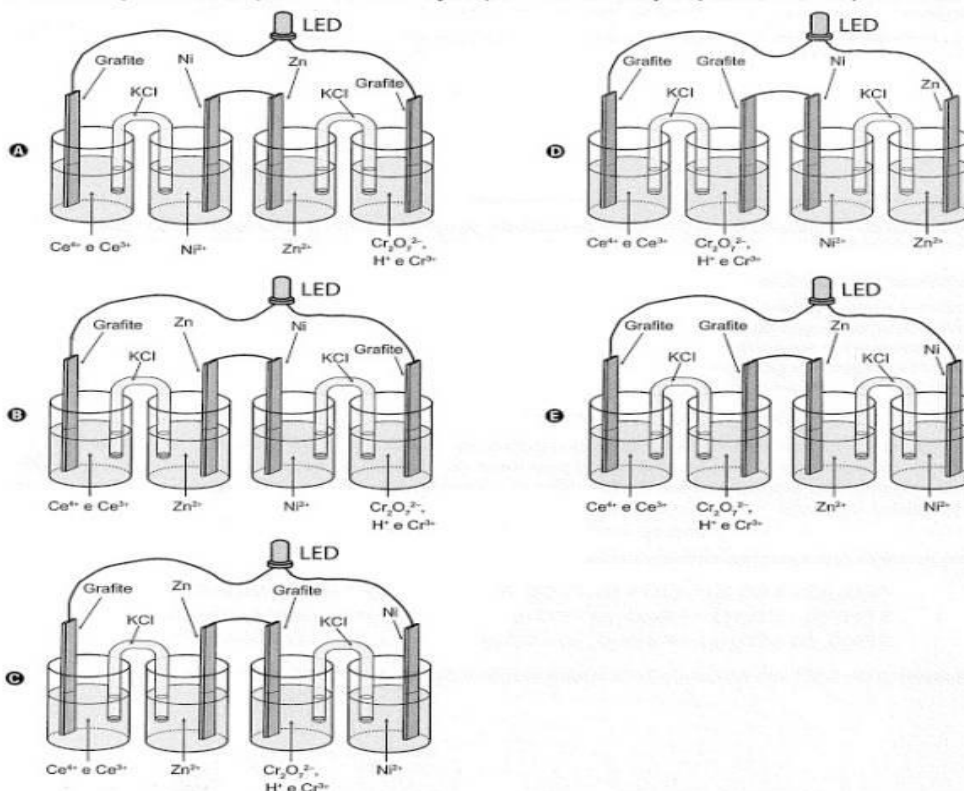 LED
Grafite
Ni
Zn
KCl
KCl
Grafite
A
Ce⁴⁺ e Ce³⁺
Ni²⁺
Zn²⁺
Cr₂O₇²⁻,
H⁺ e Cr³⁺
LED
Grafite
Grafite
Ni
Zn
KCl
KCl
D
Ce⁴⁺ e Ce³⁺
Cr₂O₇²⁻,
H⁺ e Cr³⁺
Ni²⁺
Zn²⁺
LED
Grafite
Zn
Ni
Grafite
KCl
KCl
B
Ce⁴⁺ e Ce³⁺
Zn²⁺
Ni²⁺
Cr₂O₇²⁻,
H⁺ e Cr³⁺
LED
Grafite
Grafite
Zn
Ni
KCl
KCl
E
Ce⁴⁺ e Ce³⁺
Cr₂O₇²⁻,
H⁺ e Cr³⁺
Zn²⁺
Ni²⁺
LED
Grafite
Zn
Grafite
Ni
KCl
KCl
C
Ce⁴⁺ e Ce³⁺
Zn²⁺
Cr₂O₇²⁻,
H⁺ e Cr³⁺
Ni²⁺